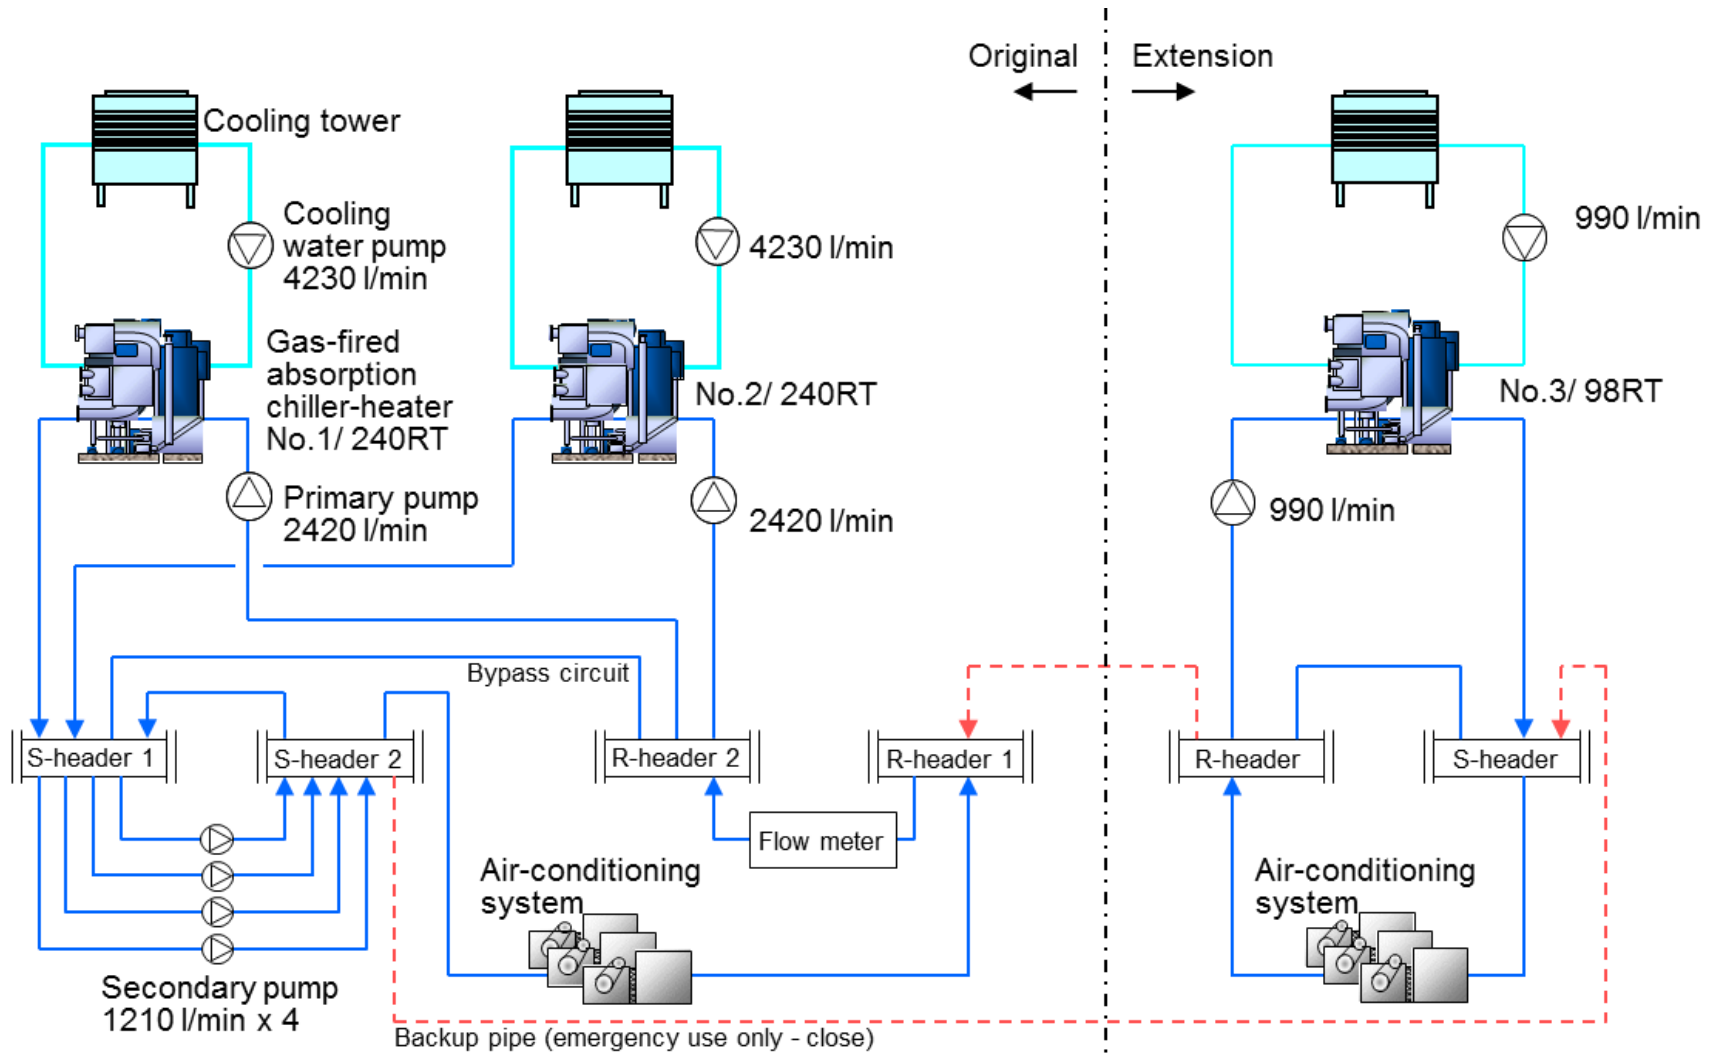 Original
Extension
Cooling tower
Cooling
water pump
4230 l/min
4230 l/min
990 l/min
Gas-fired
absorption
chiller-heater
No.1/ 240RT
No.2/ 240RT
No.3/ 98RT
Primary pump
2420 l/min
2420 l/min
990 l/min
Bypass circuit
S-header 1
S-header 2
R-header 2
R-header 1
R-header
S-header
Flow meter
Air-conditioning
system
Air-conditioning
system
Secondary pump
1210 l/min x 4
Backup pipe (emergency use only - close)